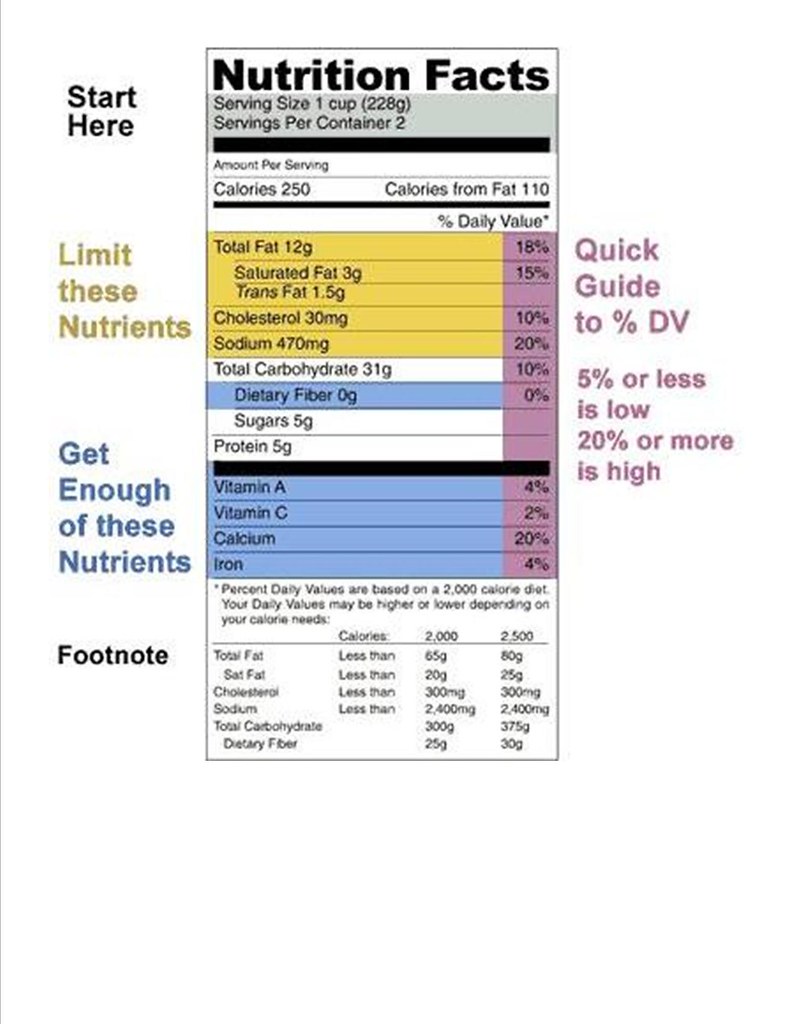 Nutrition Facts
Start
Here
Serving Size 1 cup (228g)
Servings Per Container 2
Amount Per Serving
Calories 250 Calories from Fat 110
% Daily Value*
Limit
these
Nutrients
Total Fat 12g 18%
Saturated Fat 3g 15%
Trans Fat 1.5g
Cholesterol 30mg 10%
Sodium 470mg 20%
Total Carbohydrate 31g 10%
Dietary Fiber 0g 0%
Sugars 5g
Protein 5g
Quick
Guide
to % DV
5% or less
is low
20% or more
is high
Get
Enough
of these
Nutrients
Vitamin A 4%
Vitamin C 2%
Calcium 20%
Iron 4%
* Percent Daily Values are based on a 2,000 calorie diet.
Your Daily Values may be higher or lower depending on
your calorie needs:
Footnote
Calories: 2,000 2,500
Total Fat Less than 65g 80g
Sat Fat Less than 20g 25g
Cholesterol Less than 300mg 300mg
Sodium Less than 2,400mg 2,400mg
Total Carbohydrate 300g 375g
Dietary Fiber 25g 30g